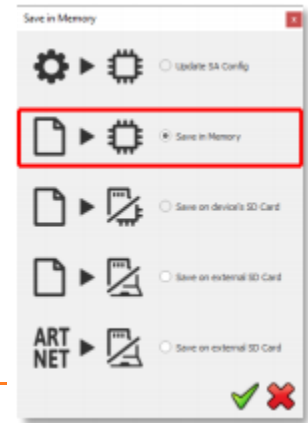 Save in Memory
x
Update SA Config
Save in Memory
Save on device's SD Card
Save on external SD Card
ART
NET
Save on external SD Card